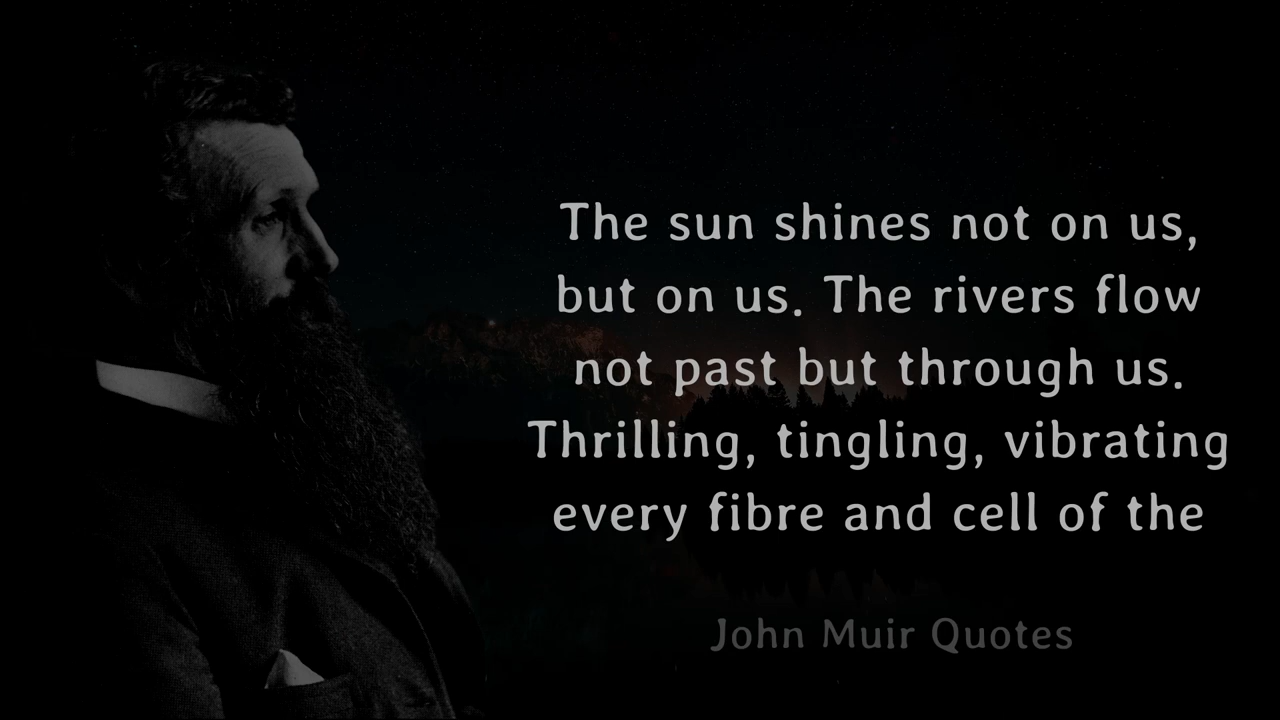 The sun shines not on us,
but on us. The rivers flow
not past but through us.
Thrilling, tingling, vibrating
every fibre and cell of the
John Muir Quotes